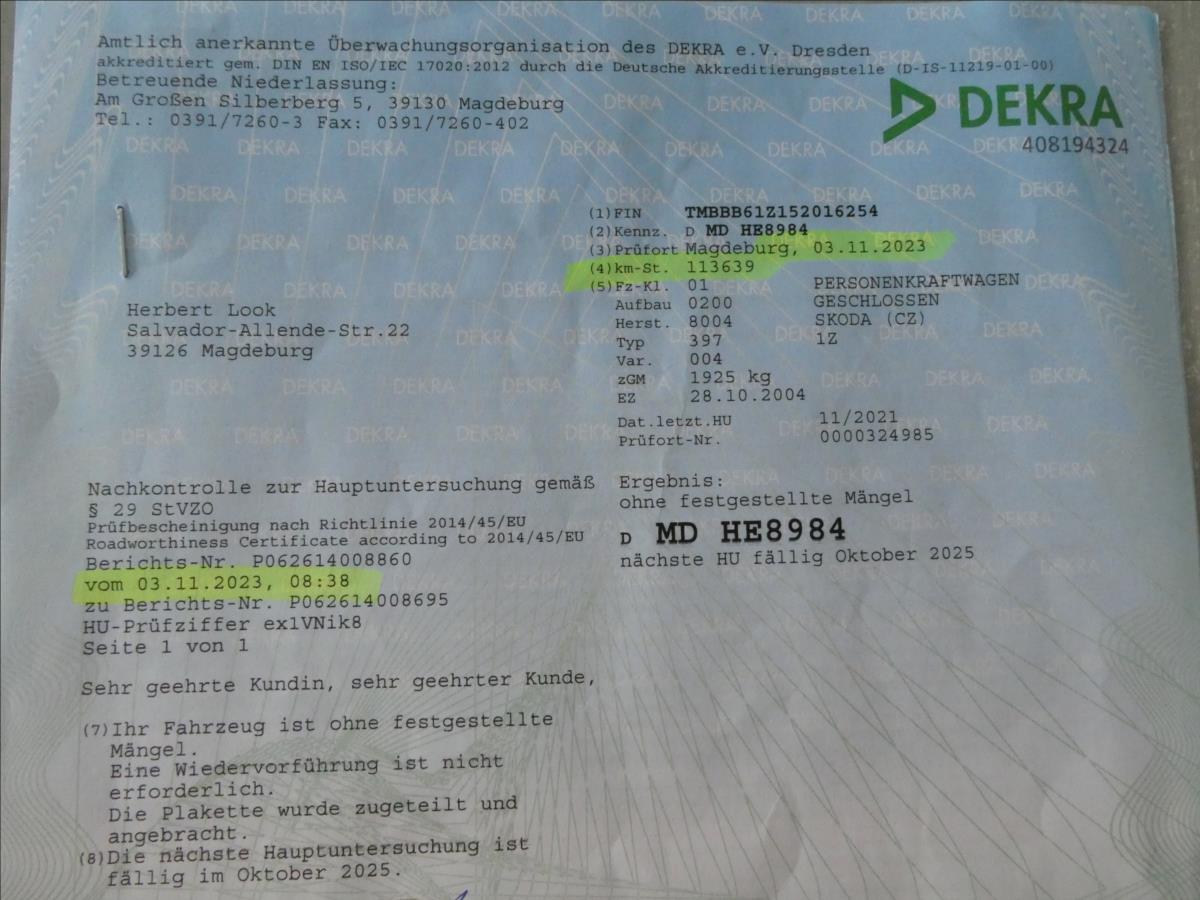 Amtlich anerkannte Überwachungsorganisation des DEKRA e.V. Dresden
akkreditiert gem. DIN EN ISO/IEC 17020:2012 durch die Deutsche Akkreditierungsstelle (D-IS-11219-01-00)
Betreuende Niederlassung:
Am Großen Silberberg 5, 39130 Magdeburg
Tel.: 0391/7260-3 Fax: 0391/7260-402
DEKRA
408194324
(1) FIN TMBBB61Z152016254
(2) Kennz. D MD HE8984
(3) Prüfort Magdeburg, 03.11.2023
(4) km-St. 113639
(5) Fz-Kl. 01 PERSONENKRAFTWAGEN
Aufbau 0200 GESCHLOSSEN
Herst. 8004 SKODA (CZ)
Typ 397 1Z
Var. 004
zGM 1925 kg
EZ 28.10.2004
Dat.letzt.HU 11/2021
Prüfort-Nr. 0000324985
Herbert Look
Salvador-Allende-Str.22
39126 Magdeburg
Nachkontrolle zur Hauptuntersuchung gemäß
§ 29 StVZO
Prüfbescheinigung nach Richtlinie 2014/45/EU
Roadworthiness Certificate according to 2014/45/EU
Berichts-Nr. P062614008860
vom 03.11.2023, 08:38
zu Berichts-Nr. P062614008695
HU-Prüfziffer ex1VNik8
Seite 1 von 1
Ergebnis:
ohne festgestellte Mängel
D MD HE8984
nächste HU fällig Oktober 2025
Sehr geehrte Kundin, sehr geehrter Kunde,
(7) Ihr Fahrzeug ist ohne festgestellte
Mängel.
Eine Wiedervorführung ist nicht
erforderlich.
Die Plakette wurde zugeteilt und
angebracht.
(8) Die nächste Hauptuntersuchung ist
fällig im Oktober 2025.